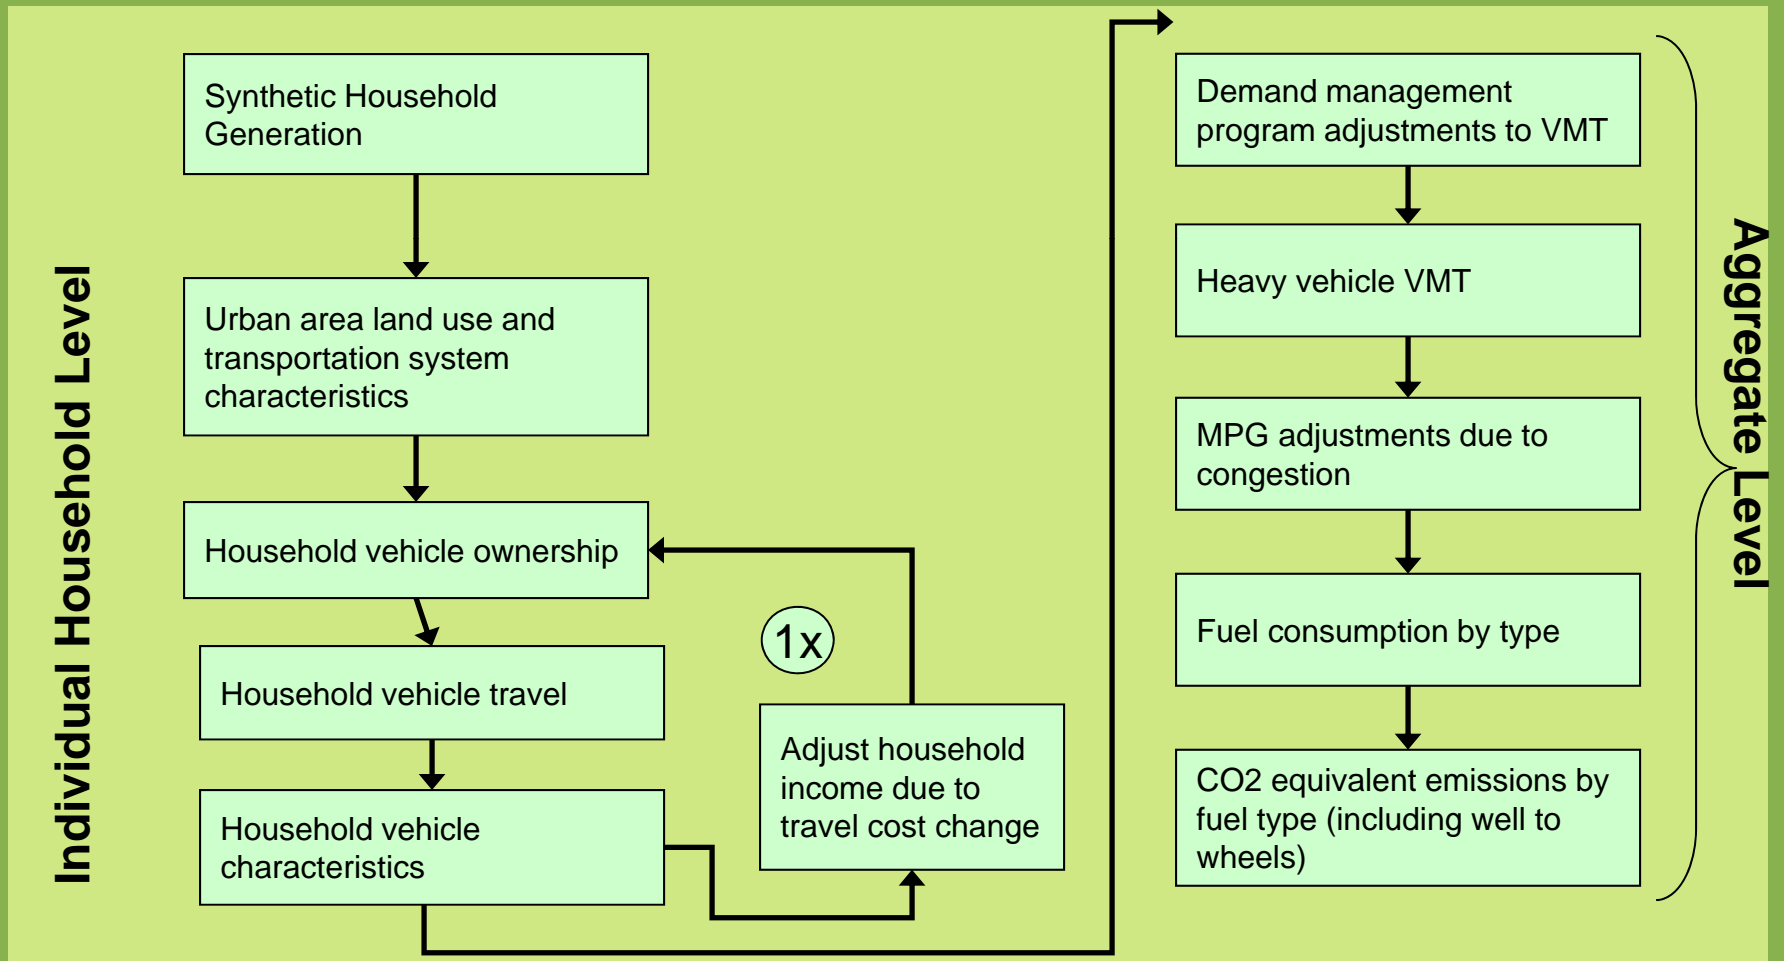 Individual Household Level
Synthetic Household
Generation
Urban area land use and
transportation system
characteristics
Household vehicle ownership
Household vehicle travel
Household vehicle
characteristics
1x
Adjust household
income due to
travel cost change
Demand management
program adjustments to VMT
Heavy vehicle VMT
MPG adjustments due to
congestion
Fuel consumption by type
CO2 equivalent emissions by
fuel type (including well to
wheels)
Aggregate Level